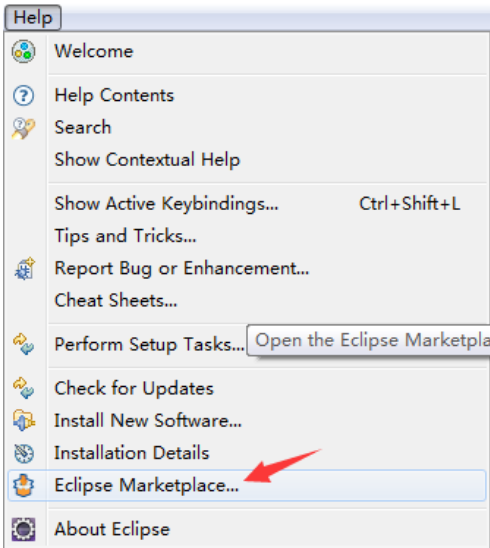 Help
Welcome
Help Contents
Search
Show Contextual Help
Show Active Keybindings... Ctrl+Shift+L
Tips and Tricks...
Report Bug or Enhancement...
Cheat Sheets...
Perform Setup Tasks...
Open the Eclipse Marketpla
Check for Updates
Install New Software...
Installation Details
Eclipse Marketplace...
About Eclipse